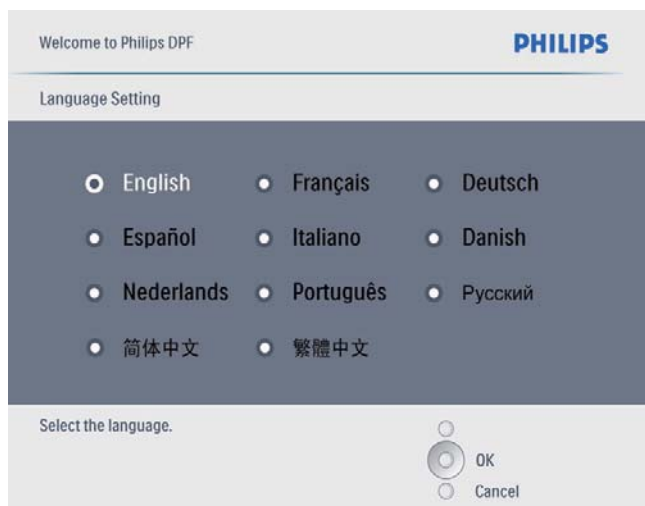 Welcome to Philips DPF
PHILIPS
Language Setting
English Français Deutsch
Español Italiano Danish
Nederlands Português Русский
简体中文 繁體中文
Select the language.
OK
Cancel